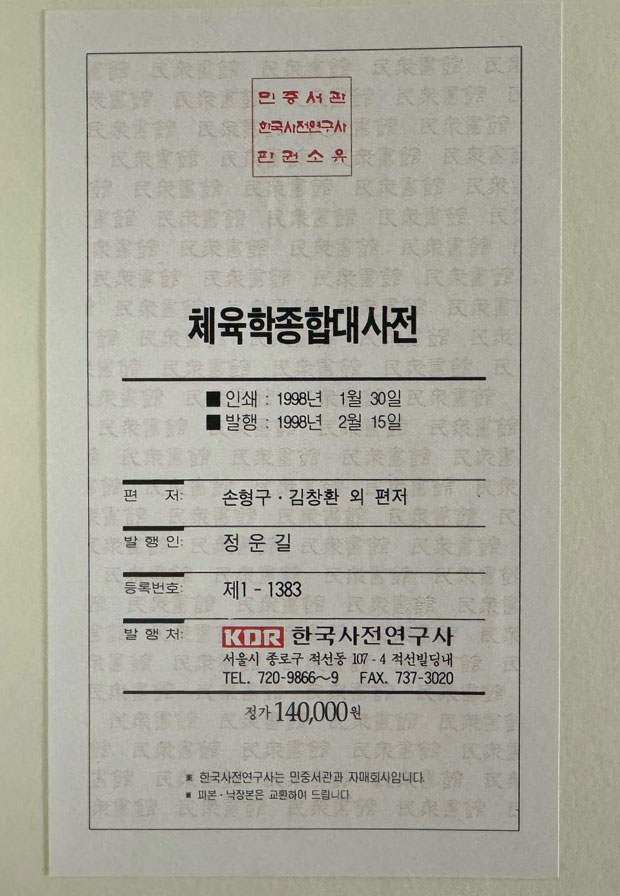 민중서관
한국사전연구사
판권소유
체육학종합대사전
■ 인쇄 : 1998년 1월 30일
■ 발행 : 1998년 2월 15일
편 저: 손형구·김창환 외 편저
발행인: 정운길
등록번호: 제1-1383
발행처: KDR 한국사전연구사
서울시 종로구 적선동 107-4 적선빌딩내
TEL. 720-9866~9 FAX. 737-3020
정가 140,000원
※ 한국사전연구사는 민중서관과 자매회사입니다.
※ 파본·낙장본은 교환하여 드립니다.